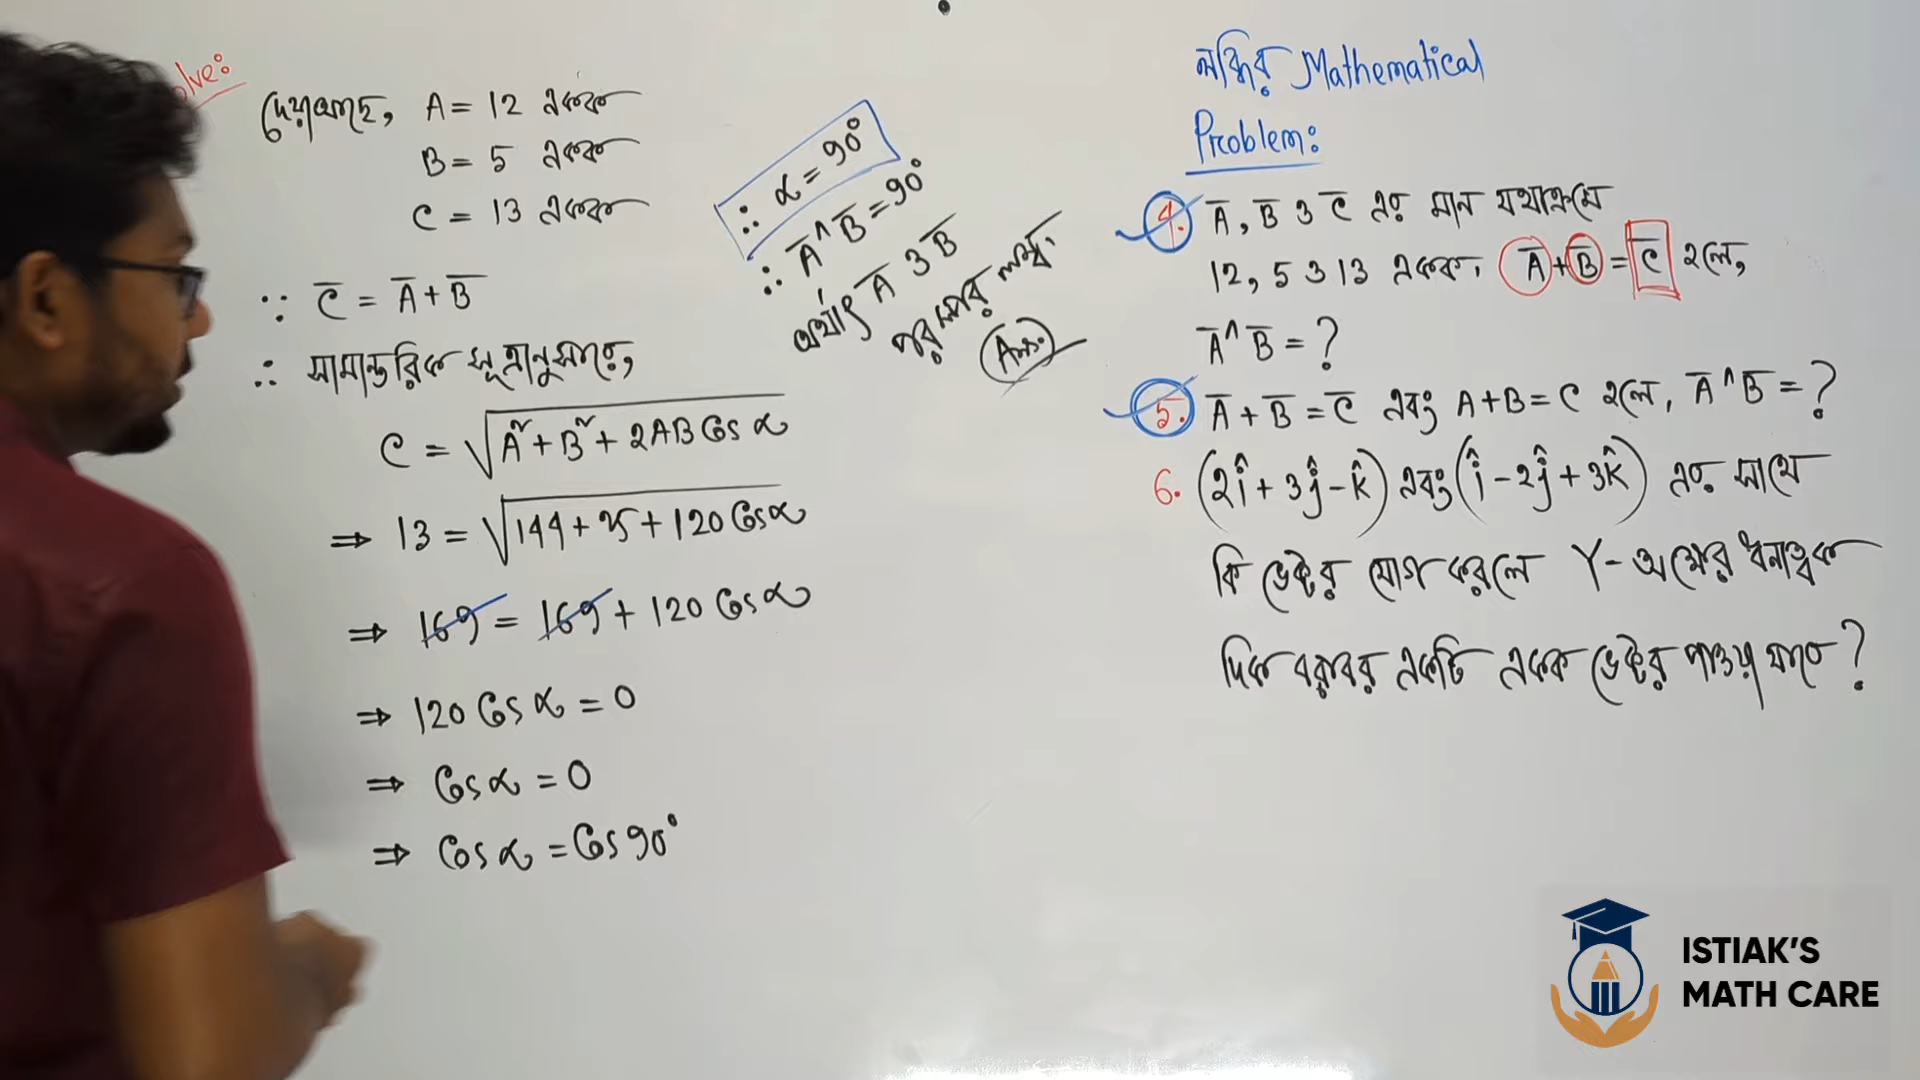 olve:
দেয়া আছে, A = 12 একক
B = 5 একক
C = 13 একক
∵ C̅ = A̅ + B̅
∴ সামান্তরিক সূত্রানুসারে,
C = √(A² + B² + 2AB Cos α)
⇒ 13 = √(144 + 25 + 120 Cos α)
⇒ 169 = 169 + 120 Cos α
⇒ 120 Cos α = 0
⇒ Cos α = 0
⇒ Cos α = Cos 90°
∴ α = 90°
∴ A̅ ^ B̅ = 90°
অর্থাৎ A̅ ও B̅
পরস্পর লম্ব।
(Ans.)
লব্ধির Mathematical
Problem:
4. A̅, B̅ ও C̅ এর মান যথাক্রমে
12, 5 ও 13 একক। A̅ + B̅ = C̅ হলে,
A̅ ^ B̅ = ?
5. A̅ + B̅ = C̅ এবং A + B = C হলে, A̅ ^ B̅ = ?
6. (2î + 3ĵ - k̂) এবং (î - 2ĵ + 3k̂) এর সাথে
কি ভেক্টর যোগ করলে Y-অক্ষের ধনাত্বক
দিক বরাবর একটি একক ভেক্টর পাওয়া যাবে?
ISTIAK'S
MATH CARE